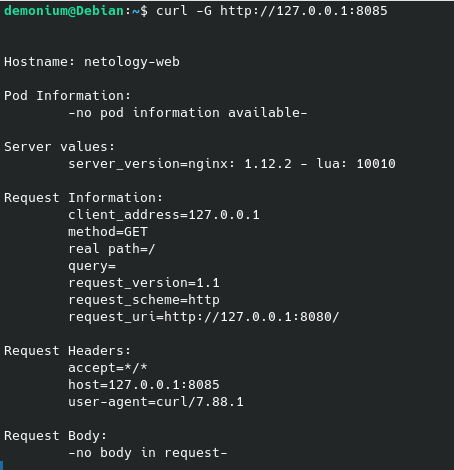 demonium@Debian:~$ curl -G http://127.0.0.1:8085
Hostname: netology-web
Pod Information:
-no pod information available-
Server values:
server_version=nginx: 1.12.2 - lua: 10010
Request Information:
client_address=127.0.0.1
method=GET
real path=/
query=
request_version=1.1
request_scheme=http
request_uri=http://127.0.0.1:8080/
Request Headers:
accept=*/*
host=127.0.0.1:8085
user-agent=curl/7.88.1
Request Body:
-no body in request-